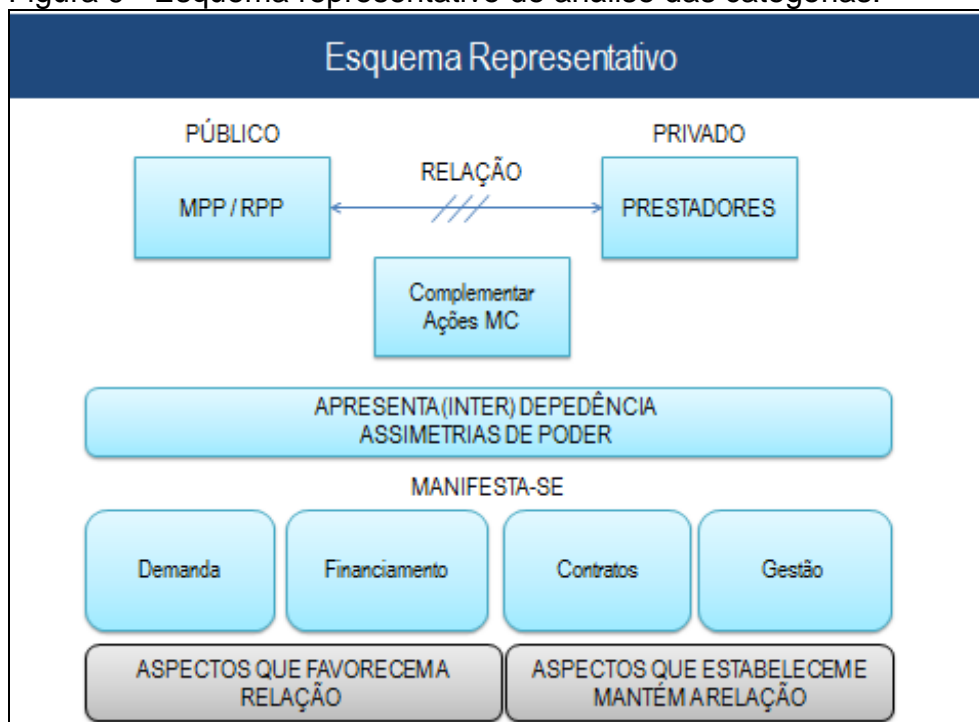 Esquema Representativo
PÚBLICO
PRIVADO
RELAÇÃO
MPP / RPP
PRESTADORES
Complementar
Ações MC
APRESENTA (INTER) DEPEDÊNCIA
ASSIMETRIAS DE PODER
MANIFESTA-SE
Demanda
Financiamento
Contratos
Gestão
ASPECTOS QUE FAVORECEM A
RELAÇÃO
ASPECTOS QUE ESTABELECEM E
MANTÉM A RELAÇÃO